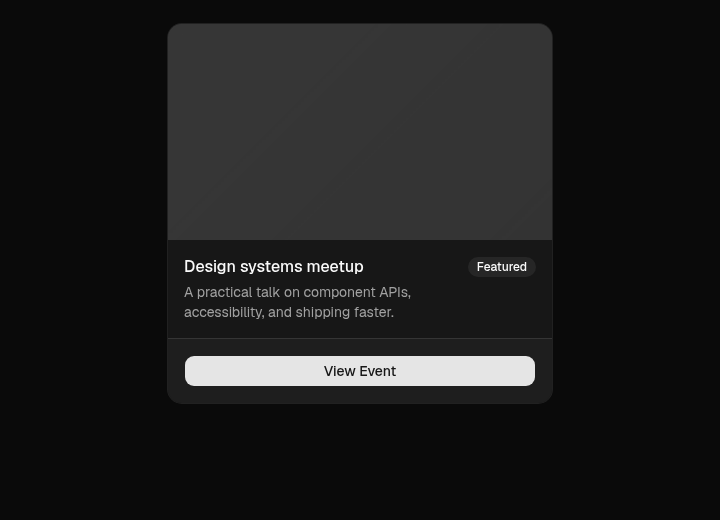 Design systems meetup
Featured
A practical talk on component APIs,
accessibility, and shipping faster.
View Event